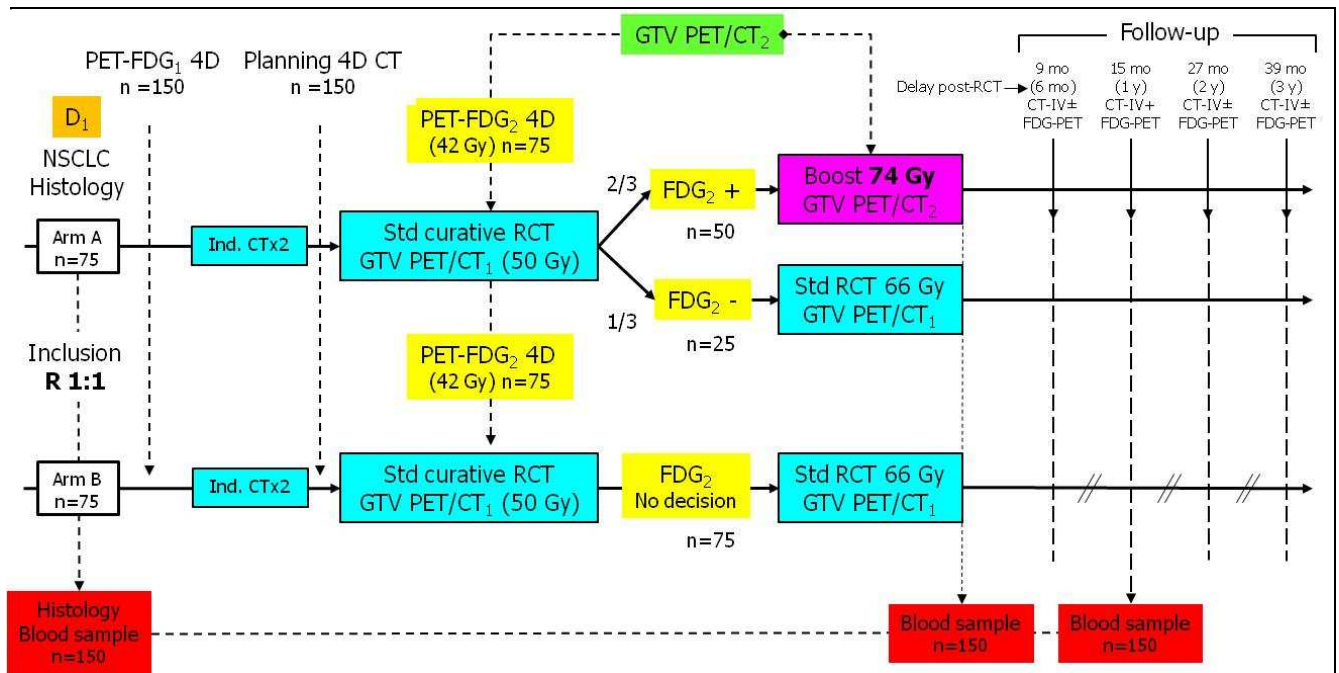 GTV PET/CT₂
Follow-up
PET-FDG₁ 4D
n =150
Planning 4D CT
n=150
Delay post-RCT
9 mo
(6 mo)
CT-IV±
FDG-PET
15 mo
(1 y)
CT-IV+
FDG-PET
27 mo
(2 y)
CT-IV±
FDG-PET
39 mo
(3 y)
CT-IV±
FDG-PET
D₁
NSCLC
Histology
PET-FDG₂ 4D
(42 Gy) n=75
Arm A
n=75
Ind. CTx2
Std curative RCT
GTV PET/CT₁ (50 Gy)
2/3
FDG₂ +
n=50
Boost 74 Gy
GTV PET/CT₂
1/3
FDG₂ -
n=25
Std RCT 66 Gy
GTV PET/CT₁
Inclusion
R 1:1
PET-FDG₂ 4D
(42 Gy) n=75
Arm B
n=75
Ind. CTx2
Std curative RCT
GTV PET/CT₁ (50 Gy)
FDG₂
No decision
n=75
Std RCT 66 Gy
GTV PET/CT₁
Histology
Blood sample
n=150
Blood sample
n=150
Blood sample
n=150